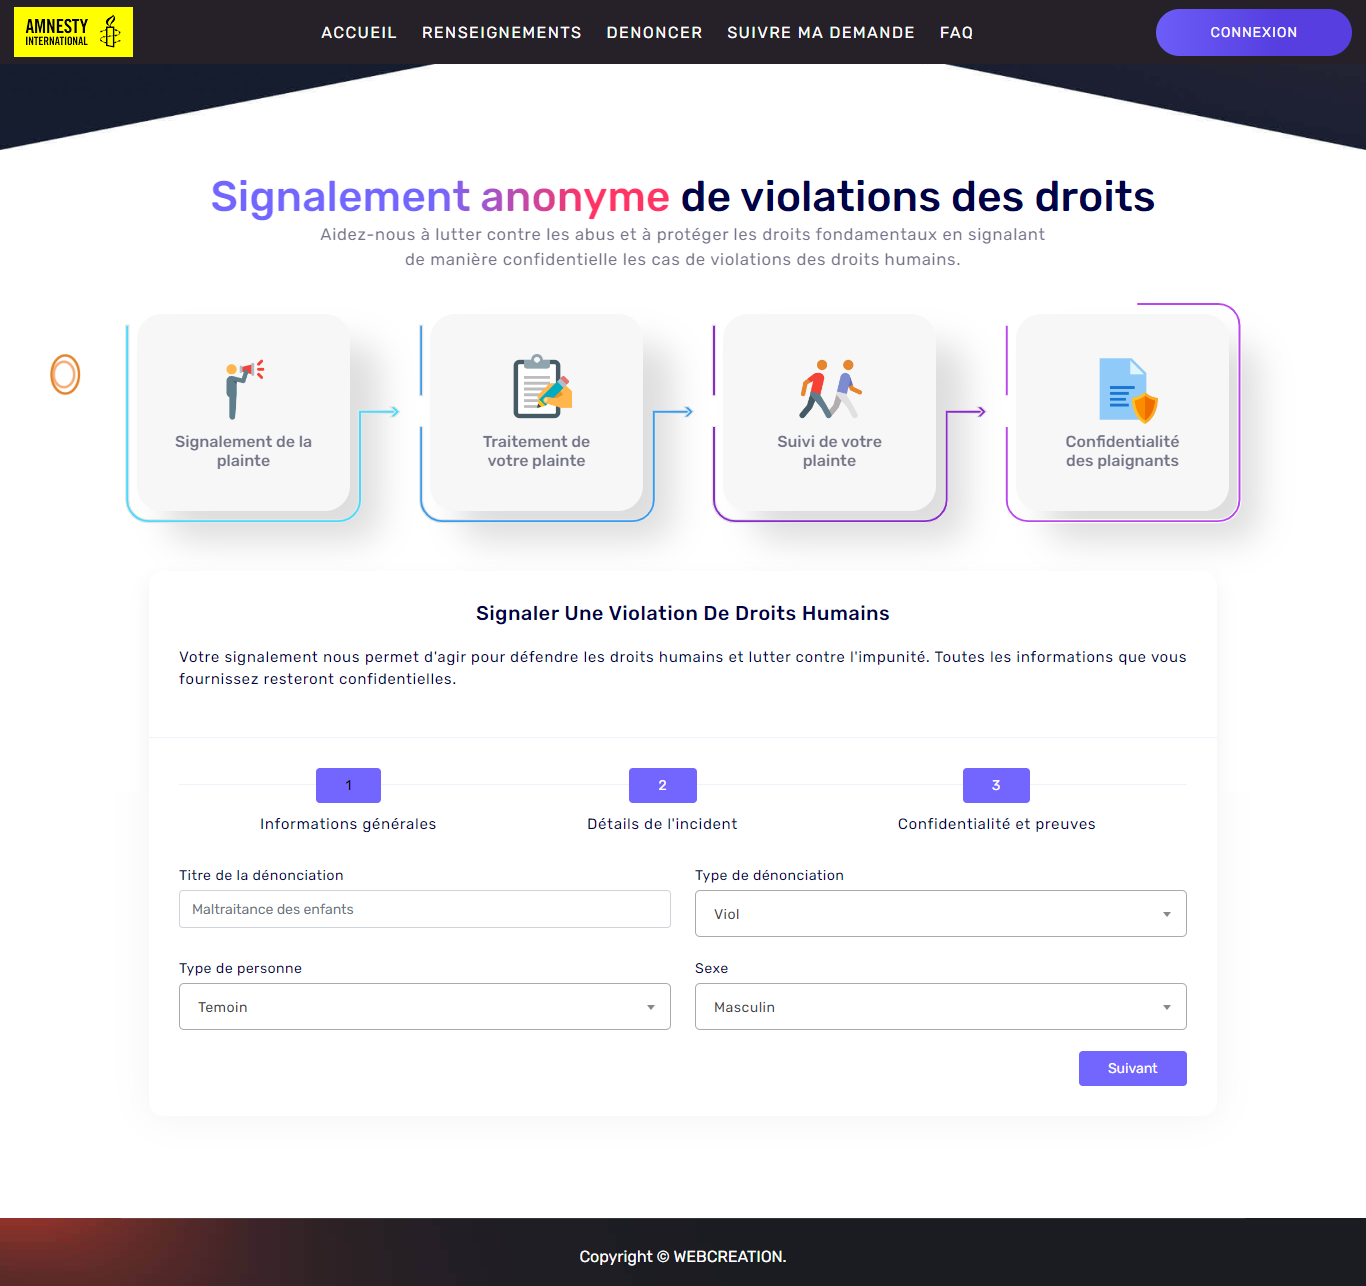 AMNESTY
INTERNATIONAL
ACCUEIL RENSEIGNEMENTS DENONCER SUIVRE MA DEMANDE FAQ
CONNEXION
Signalement anonyme de violations des droits
Aidez-nous à lutter contre les abus et à protéger les droits fondamentaux en signalant
de manière confidentielle les cas de violations des droits humains.
Signalement de la
plainte
Traitement de
votre plainte
Suivi de votre
plainte
Confidentialité
des plaignants
Signaler Une Violation De Droits Humains
Votre signalement nous permet d'agir pour défendre les droits humains et lutter contre l'impunité. Toutes les informations que vous
fournissez resteront confidentielles.
1
Informations générales
2
Détails de l'incident
3
Confidentialité et preuves
Titre de la dénonciation
Maltraitance des enfants
Type de dénonciation
Viol
Type de personne
Temoin
Sexe
Masculin
Suivant
Copyright © WEBCREATION.